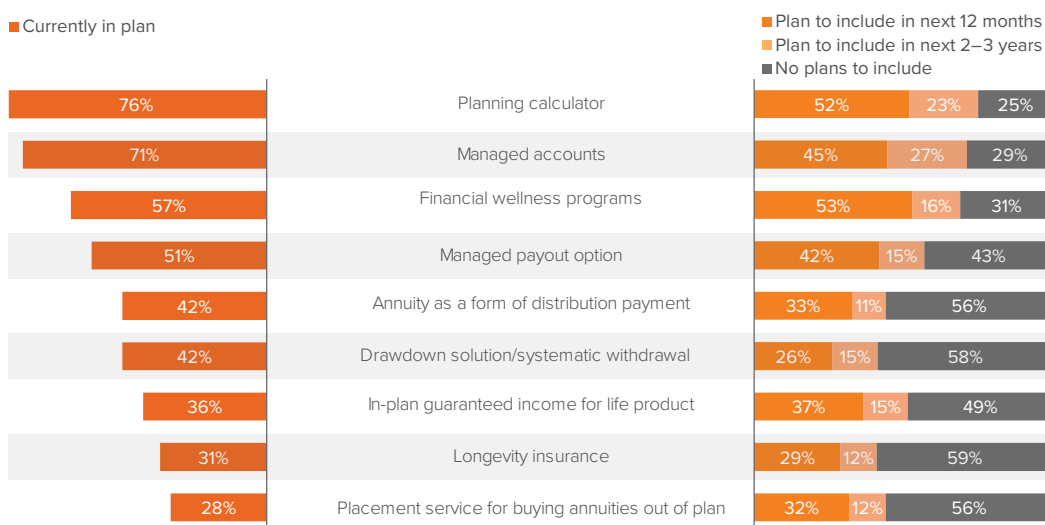 Currently in plan
Plan to include in next 12 months
Plan to include in next 2–3 years
No plans to include
76% Planning calculator 52% 23% 25%
71% Managed accounts 45% 27% 29%
57% Financial wellness programs 53% 16% 31%
51% Managed payout option 42% 15% 43%
42% Annuity as a form of distribution payment 33% 11% 56%
42% Drawdown solution/systematic withdrawal 26% 15% 58%
36% In-plan guaranteed income for life product 37% 15% 49%
31% Longevity insurance 29% 12% 59%
28% Placement service for buying annuities out of plan 32% 12% 56%